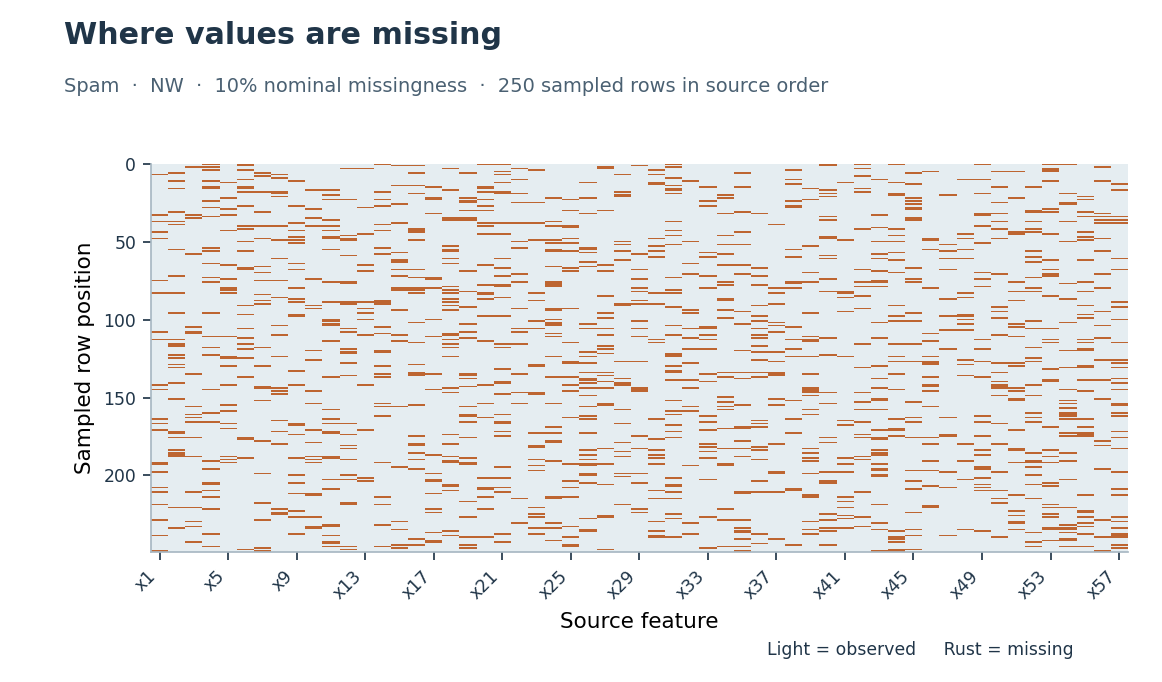 Where values are missing
Spam · NW · 10% nominal missingness · 250 sampled rows in source order
0
50
100
150
200
Sampled row position
x1 x5 x9 x13 x17 x21 x25 x29 x33 x37 x41 x45 x49 x53 x57
Source feature
Light = observed Rust = missing